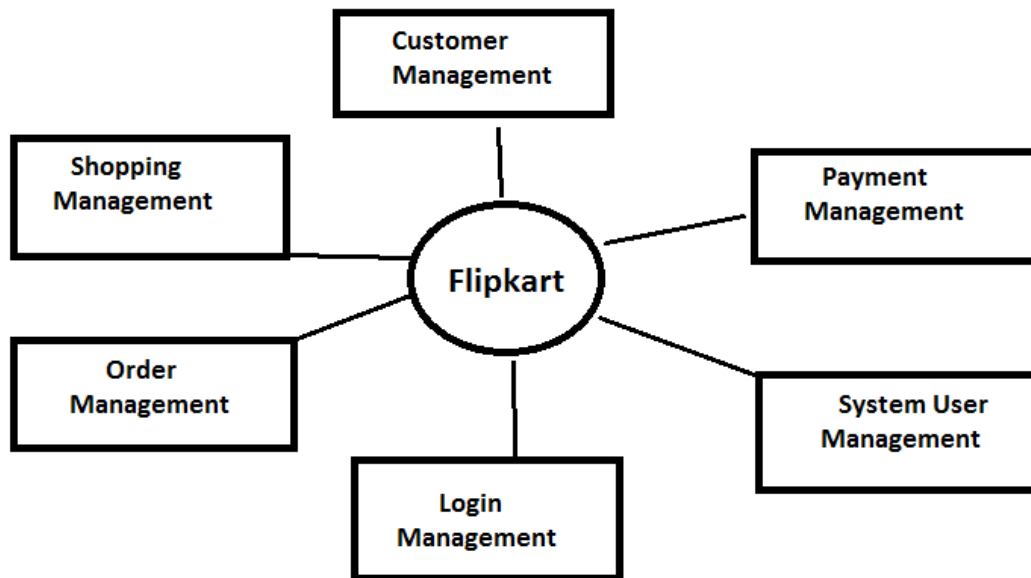 Customer
Management
Shopping
Management
Payment
Management
Flipkart
Order
Management
System User
Management
Login
Management